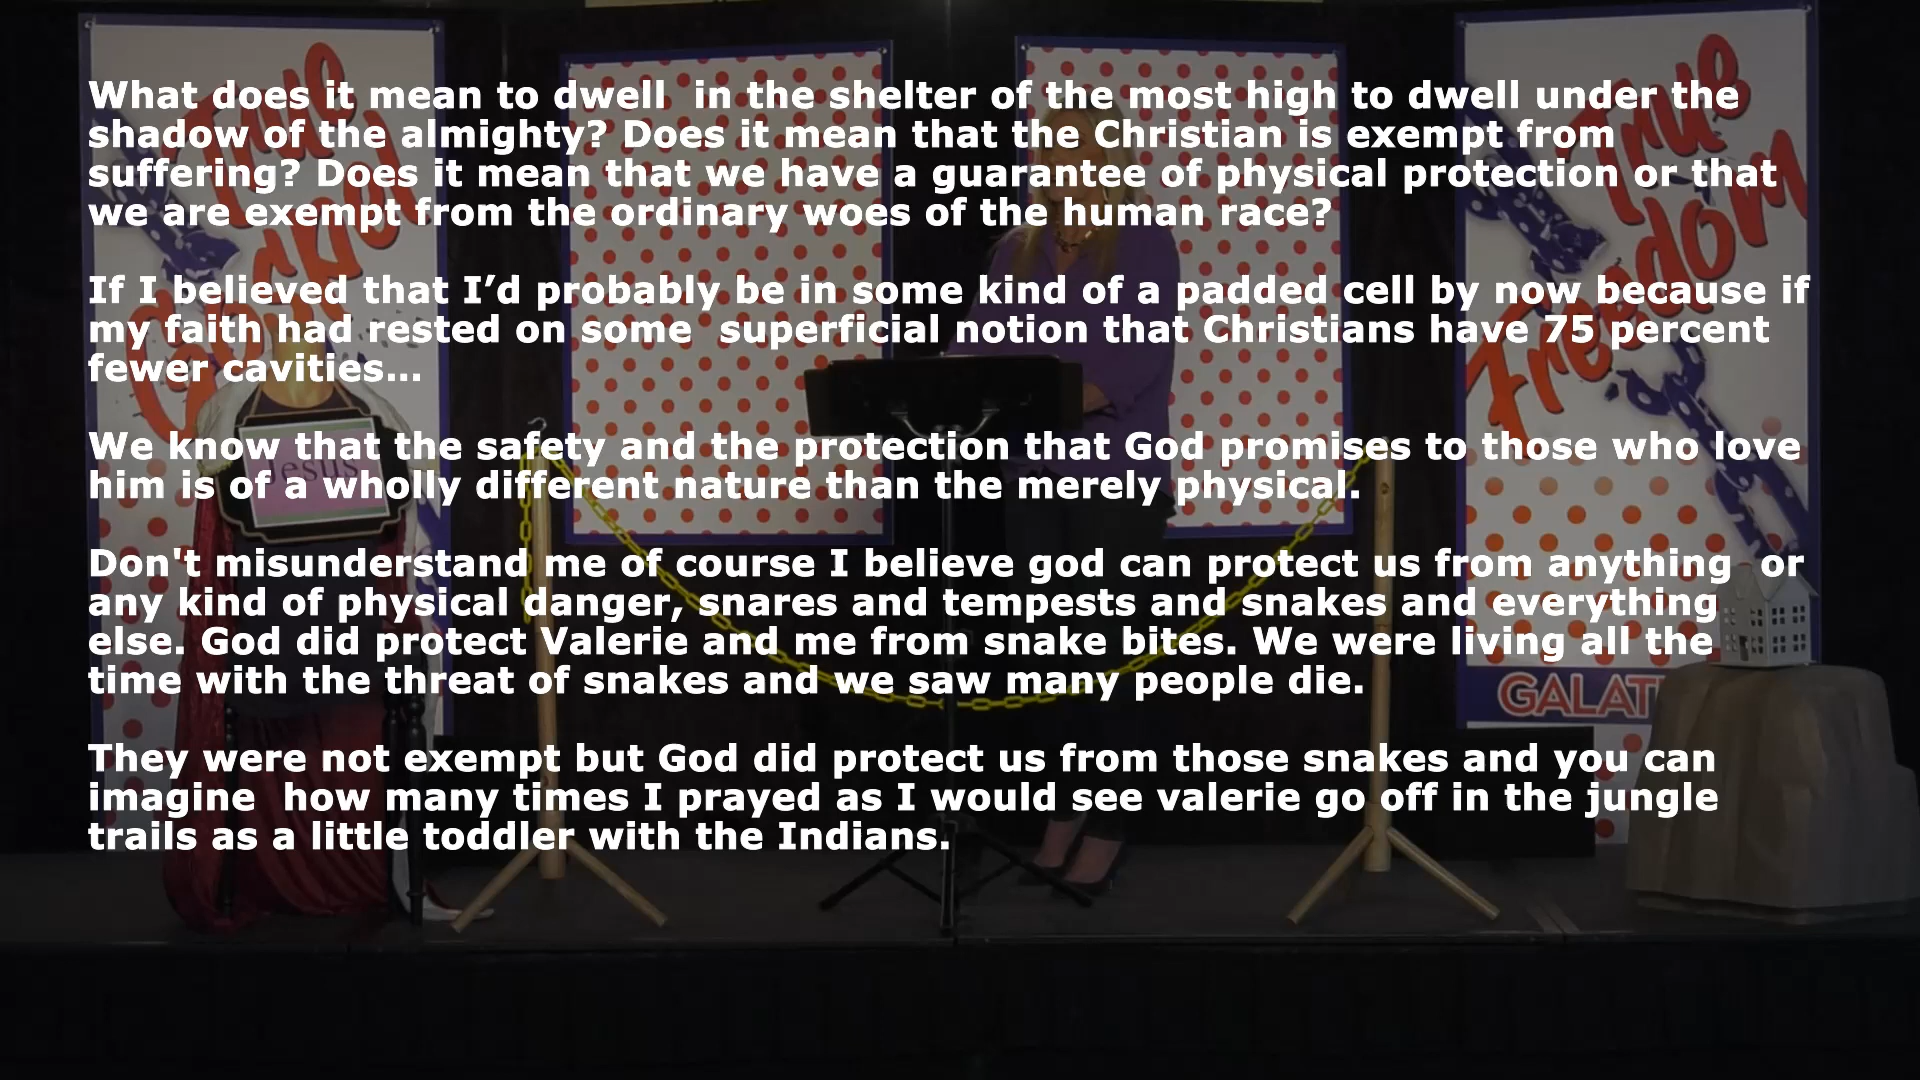 What does it mean to dwell  in the shelter of the most high to dwell under the
shadow of the almighty? Does it mean that the Christian is exempt from
suffering? Does it mean that we have a guarantee of physical protection or that
we are exempt from the ordinary woes of the human race?
If I believed that I’d probably be in some kind of a padded cell by now because if
my faith had rested on some  superficial notion that Christians have 75 percent
fewer cavities...
We know that the safety and the protection that God promises to those who love
him is of a wholly different nature than the merely physical.
Don't misunderstand me of course I believe god can protect us from anything  or
any kind of physical danger, snares and tempests and snakes and everything
else. God did protect Valerie and me from snake bites. We were living all the
time with the threat of snakes and we saw many people die.
They were not exempt but God did protect us from those snakes and you can
imagine  how many times I prayed as I would see valerie go off in the jungle
trails as a little toddler with the Indians.
True
Freedom
GALAT
Jesus